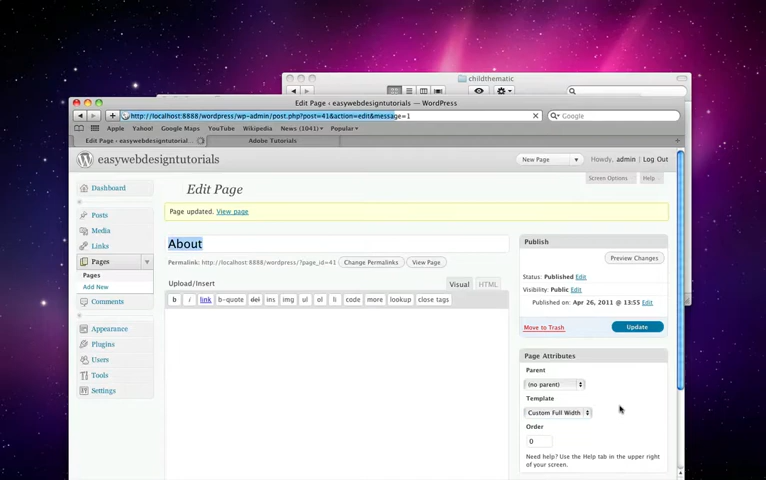 childthematic
Edit Page ‹ easywebdesigntutorials — WordPress
http://localhost:8888/wordpress/wp-admin/post.php?post=41&action=edit&message=1
Google
Apple Yahoo! Google Maps YouTube Wikipedia News (1041) Popular
Edit Page ‹ easywebdesigntutorial...
Adobe Tutorials
easywebdesigntutorials
New Page
Howdy, admin | Log Out
Screen Options
Help
Dashboard
Posts
Media
Links
Pages
Pages
Add New
Comments
Appearance
Plugins
Users
Tools
Settings
Edit Page
Page updated. View page
About
Permalink: http://localhost:8888/wordpress/?page_id=41 Change Permalinks View Page
Upload/Insert
Visual HTML
b i link b-quote del ins img ul ol li code more lookup close tags
Publish
Preview Changes
Status: Published Edit
Visibility: Public Edit
Published on: Apr 26, 2011 @ 13:55 Edit
Move to Trash Update
Page Attributes
Parent
(no parent)
Template
Custom Full Width
Order
0
Need help? Use the Help tab in the upper right
of your screen.